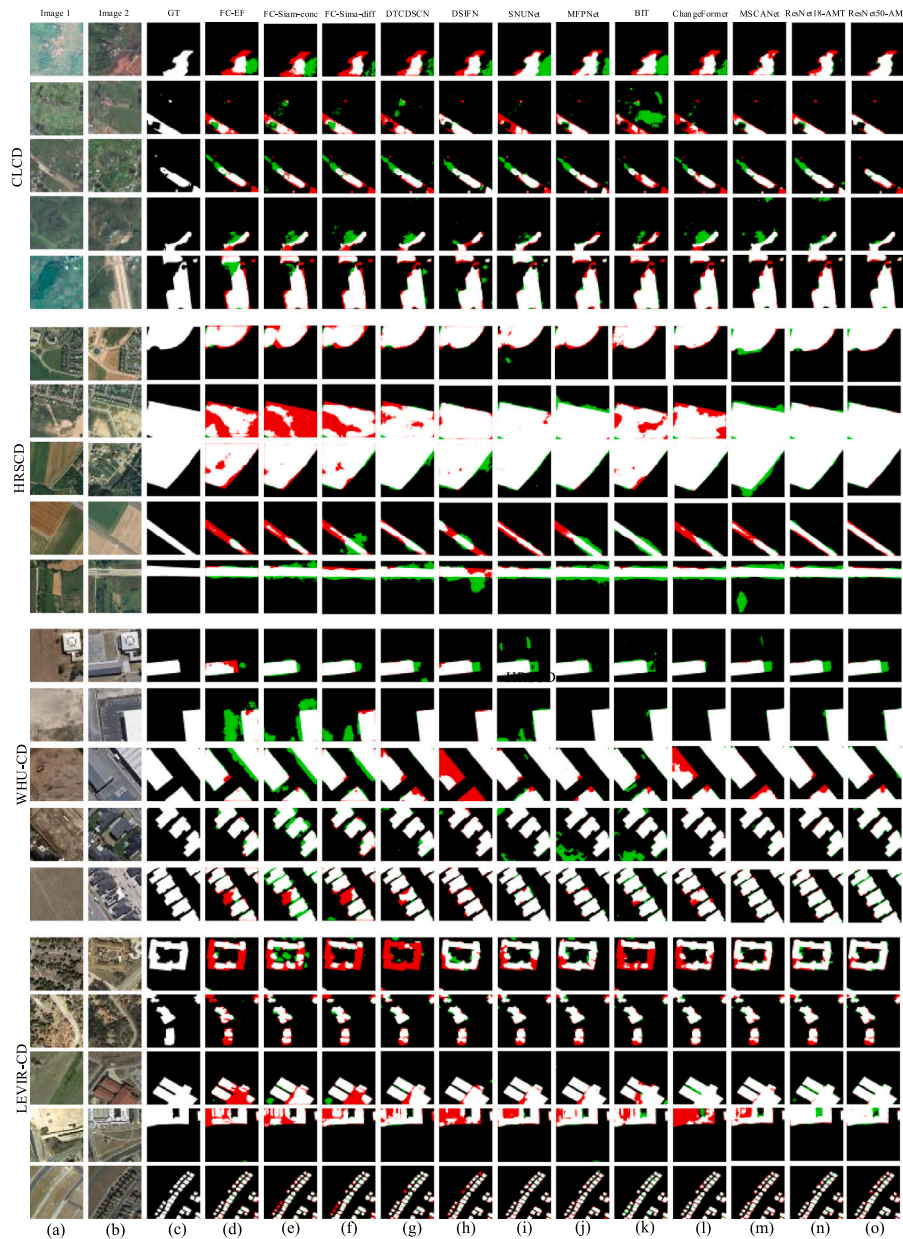 Image 1 Image 2 GT FC-EF FC-Siam-conc FC-Sima-diff DTCDSCN DSIFN SNUNet MFPNet BIT ChangeFormer MSCANet ResNet18-AMT ResNet50-AM
CLCD
HRSCD
WHU-CD
LEVIR-CD
(a) (b) (c) (d) (e) (f) (g) (h) (i) (j) (k) (l) (m) (n) (o)